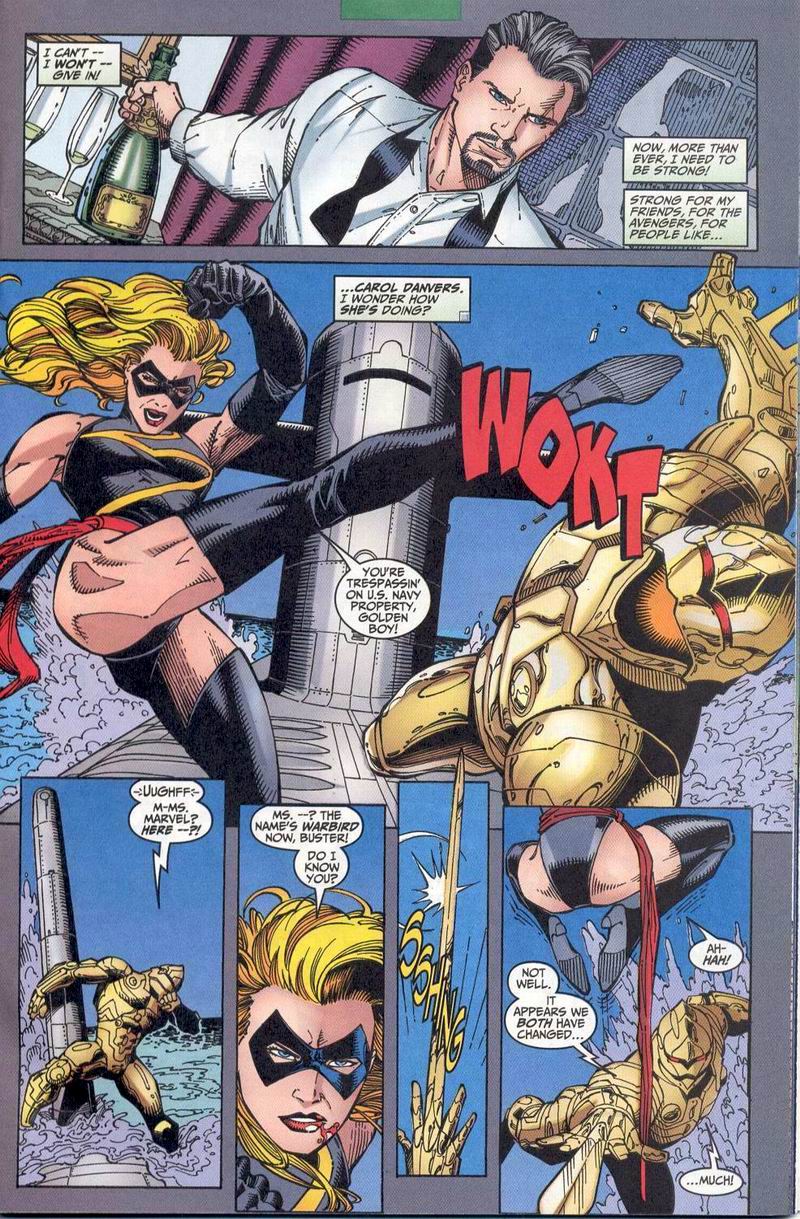 I CAN'T --
I WON'T --
GIVE IN!
NOW, MORE THAN
EVER, I NEED TO
BE STRONG!
STRONG FOR MY
FRIENDS, FOR THE
AVENGERS, FOR
PEOPLE LIKE...
...CAROL DANVERS.
I WONDER HOW
SHE'S DOING?
WOKT
YOU'RE
TRESPASSIN'
ON U.S. NAVY
PROPERTY,
GOLDEN
BOY!
-UUGHFF-
M-MS.
MARVEL?
HERE --?!
MS. --? THE
NAME'S WARBIRD
NOW, BUSTER!
DO I
KNOW
YOU?
SSHING
NOT
WELL.
IT
APPEARS WE
BOTH HAVE
CHANGED...
AH-
HAH!
...MUCH!